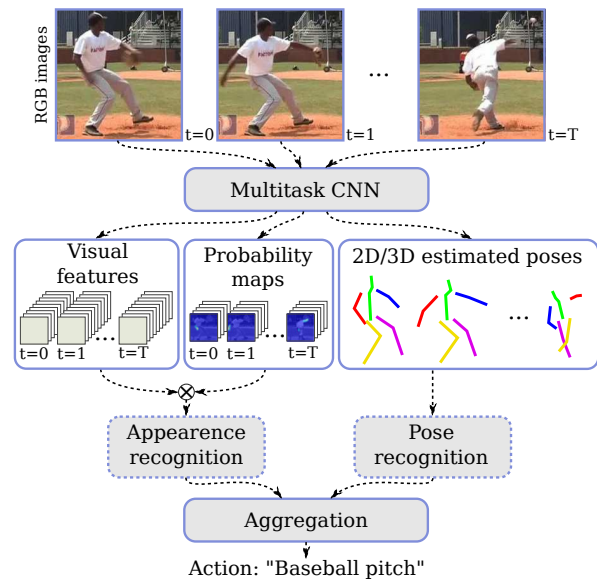 RGB images
t=0
t=1
...
t=T
Multitask CNN
Visual
features
t=0
t=1
...
t=T
Probability
maps
t=0
t=1
...
t=T
2D/3D estimated poses
...
Appearence
recognition
Pose
recognition
Aggregation
Action: "Baseball pitch"